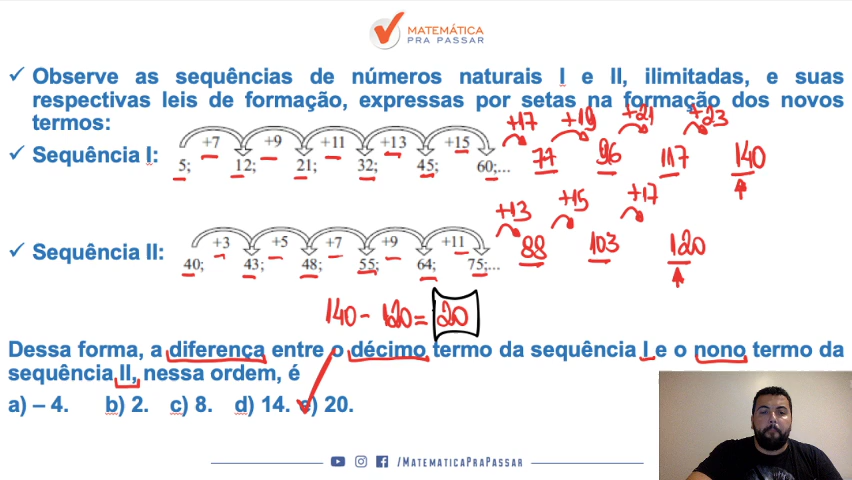 MATEMÁTICA
PRA PASSAR
✓ Observe as sequências de números naturais I e II, ilimitadas, e suas
respectivas leis de formação, expressas por setas na formação dos novos
termos:
+17 +19 +21 +23
+7 +9 +11 +13 +15
✓ Sequência I: 5; 12; 21; 32; 45; 60;... 77 96 117 140
+13 +15 +17
+3 +5 +7 +9 +11
✓ Sequência II: 40; 43; 48; 55; 64; 75;... 88 103 120
140 - 120 = 20
Dessa forma, a diferença entre o décimo termo da sequência I e o nono termo da
sequência II, nessa ordem, é
a) – 4. b) 2. c) 8. d) 14. e) 20.
/MATEMATICAPRAPASSAR